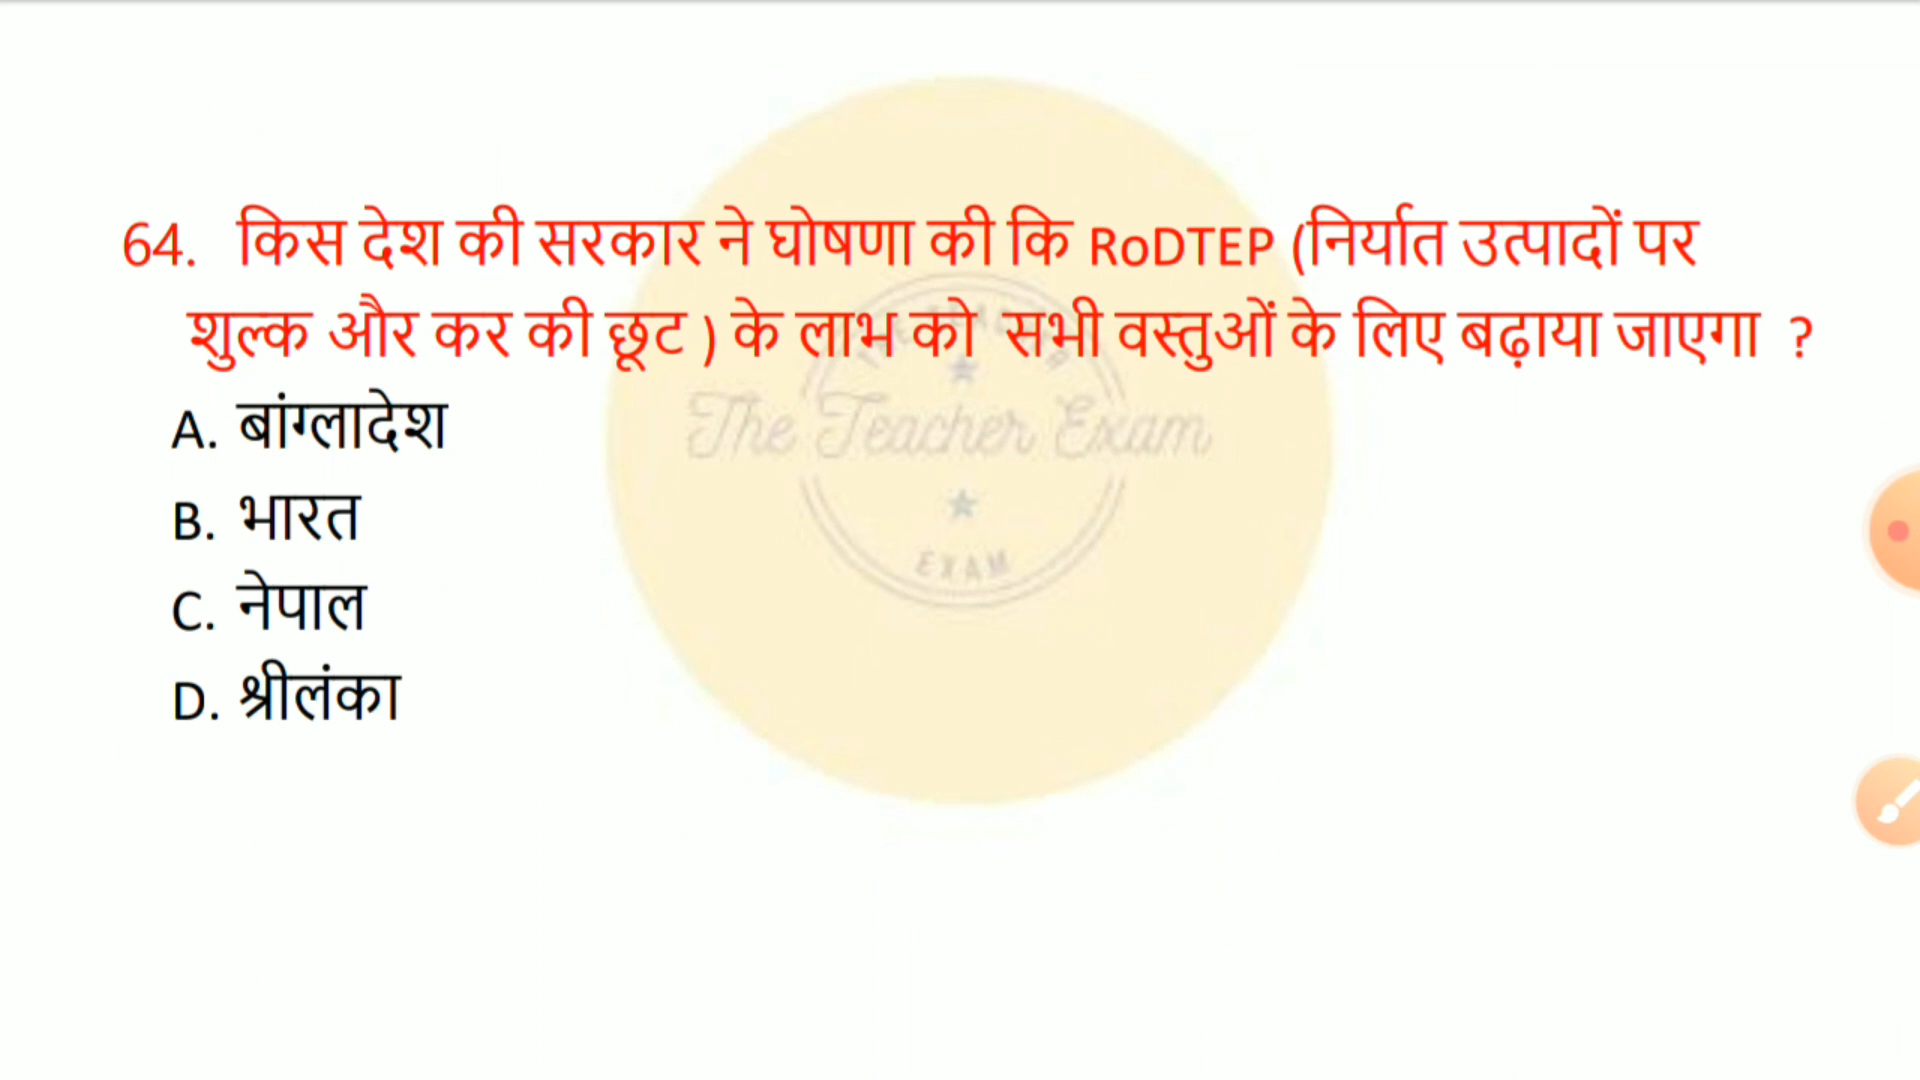 64. किस देश की सरकार ने घोषणा की कि RoDTEP (निर्यात उत्पादों पर
शुल्क और कर की छूट ) के लाभ को सभी वस्तुओं के लिए बढ़ाया जाएगा ?
A. बांग्लादेश
The Teacher Exam
B. भारत
EXAM
C. नेपाल
D. श्रीलंका